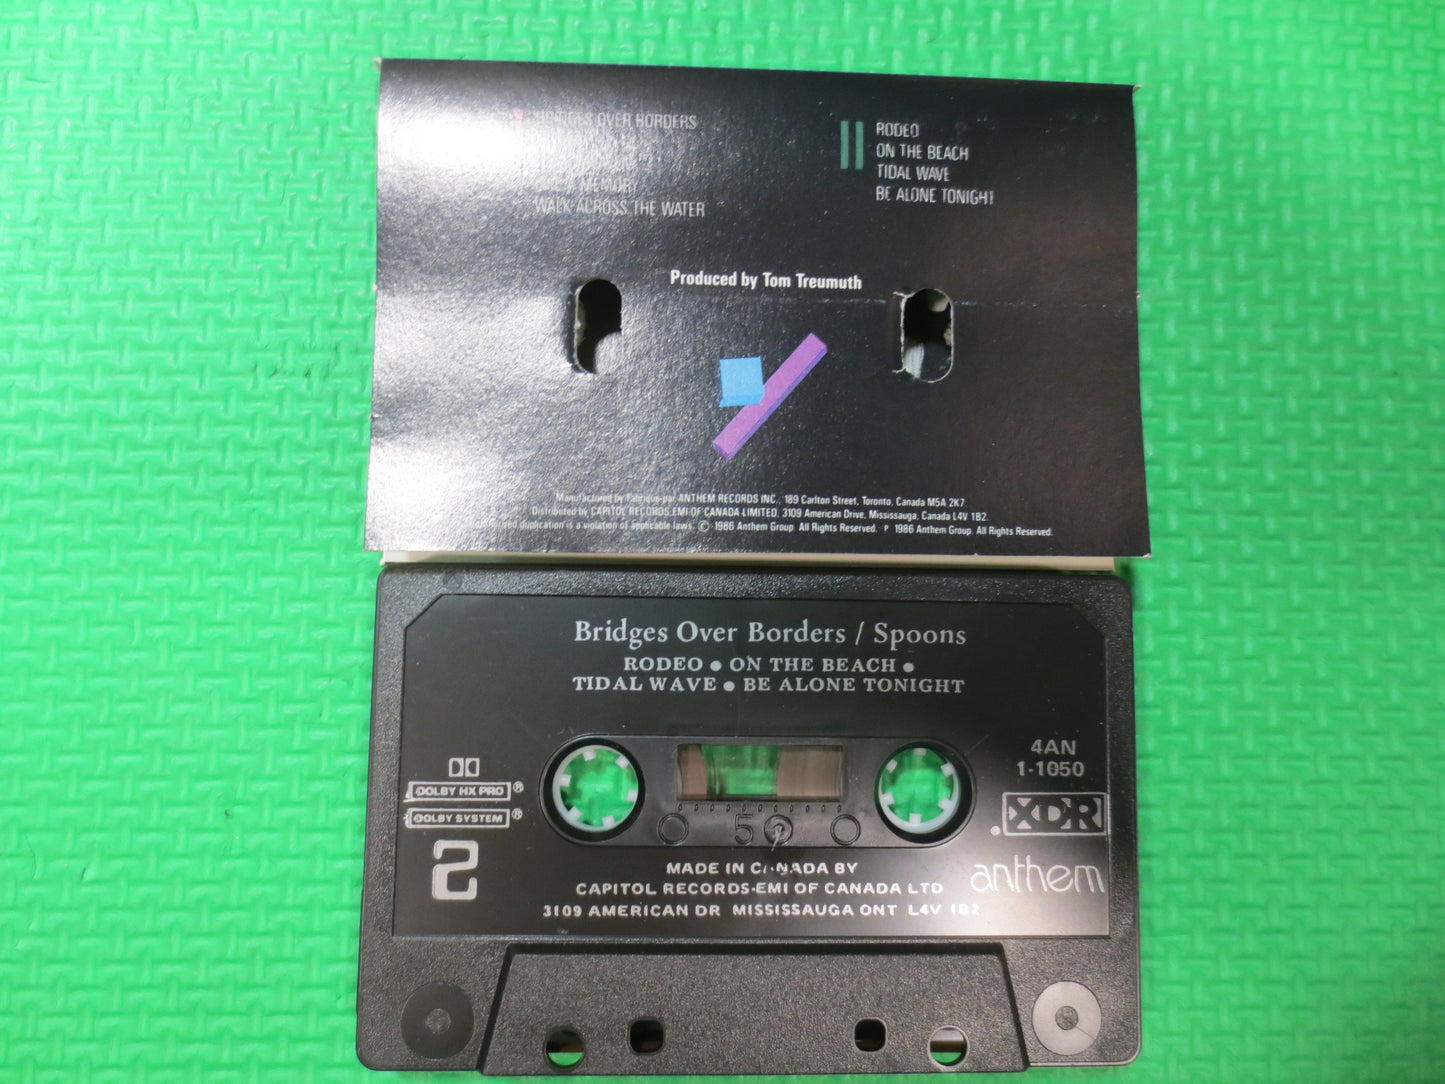 BRIDGES OVER BORDERS
MEMORY
WALK ACROSS THE WATER
II
RODEO
ON THE BEACH
TIDAL WAVE
BE ALONE TONIGHT
Produced by Tom Treumuth
Manufactured by Fabrique par ANTHEM RECORDS INC., 189 Carlton Street, Toronto, Canada M5A 2K7.
Distributed by CAPITOL RECORDS-EMI OF CANADA LIMITED, 3109 American Drive, Mississauga, Canada L4V 1B2.
duplication is a violation of applicable laws. © 1986 Anthem Group. All Rights Reserved. ℗ 1986 Anthem Group. All Rights Reserved.
Bridges Over Borders / Spoons
RODEO • ON THE BEACH •
TIDAL WAVE • BE ALONE TONIGHT
4AN
1-1050
DOLBY HX PRO ®
DOLBY SYSTEM ®
XDR ®
50
2
anthem
MADE IN CANADA BY
CAPITOL RECORDS-EMI OF CANADA LTD
3109 AMERICAN DR MISSISSAUGA ONT L4V 1B2